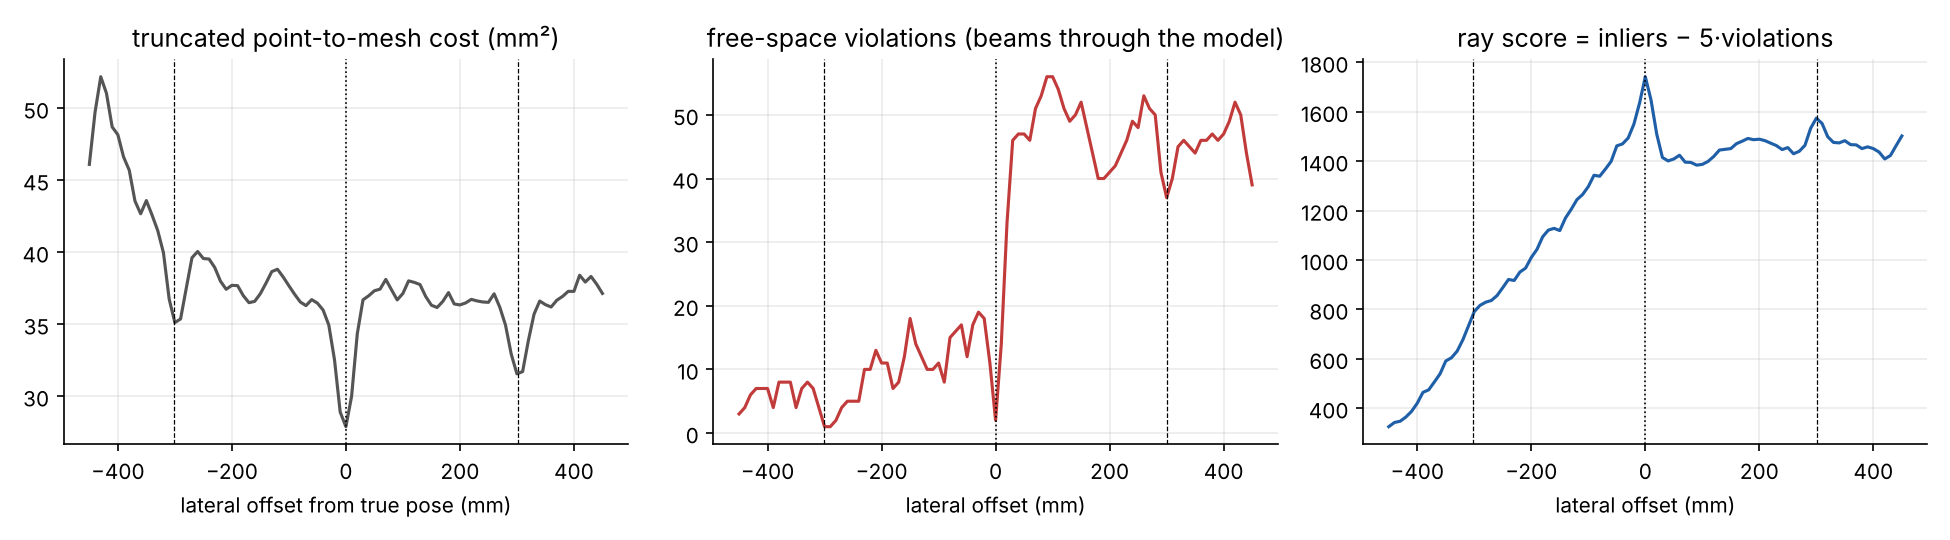 truncated point-to-mesh cost (mm²)
50
45
40
35
30
−400 −200 0 200 400
lateral offset from true pose (mm)
free-space violations (beams through the model)
50
40
30
20
10
0
−400 −200 0 200 400
lateral offset (mm)
ray score = inliers − 5·violations
1800
1600
1400
1200
1000
800
600
400
−400 −200 0 200 400
lateral offset (mm)